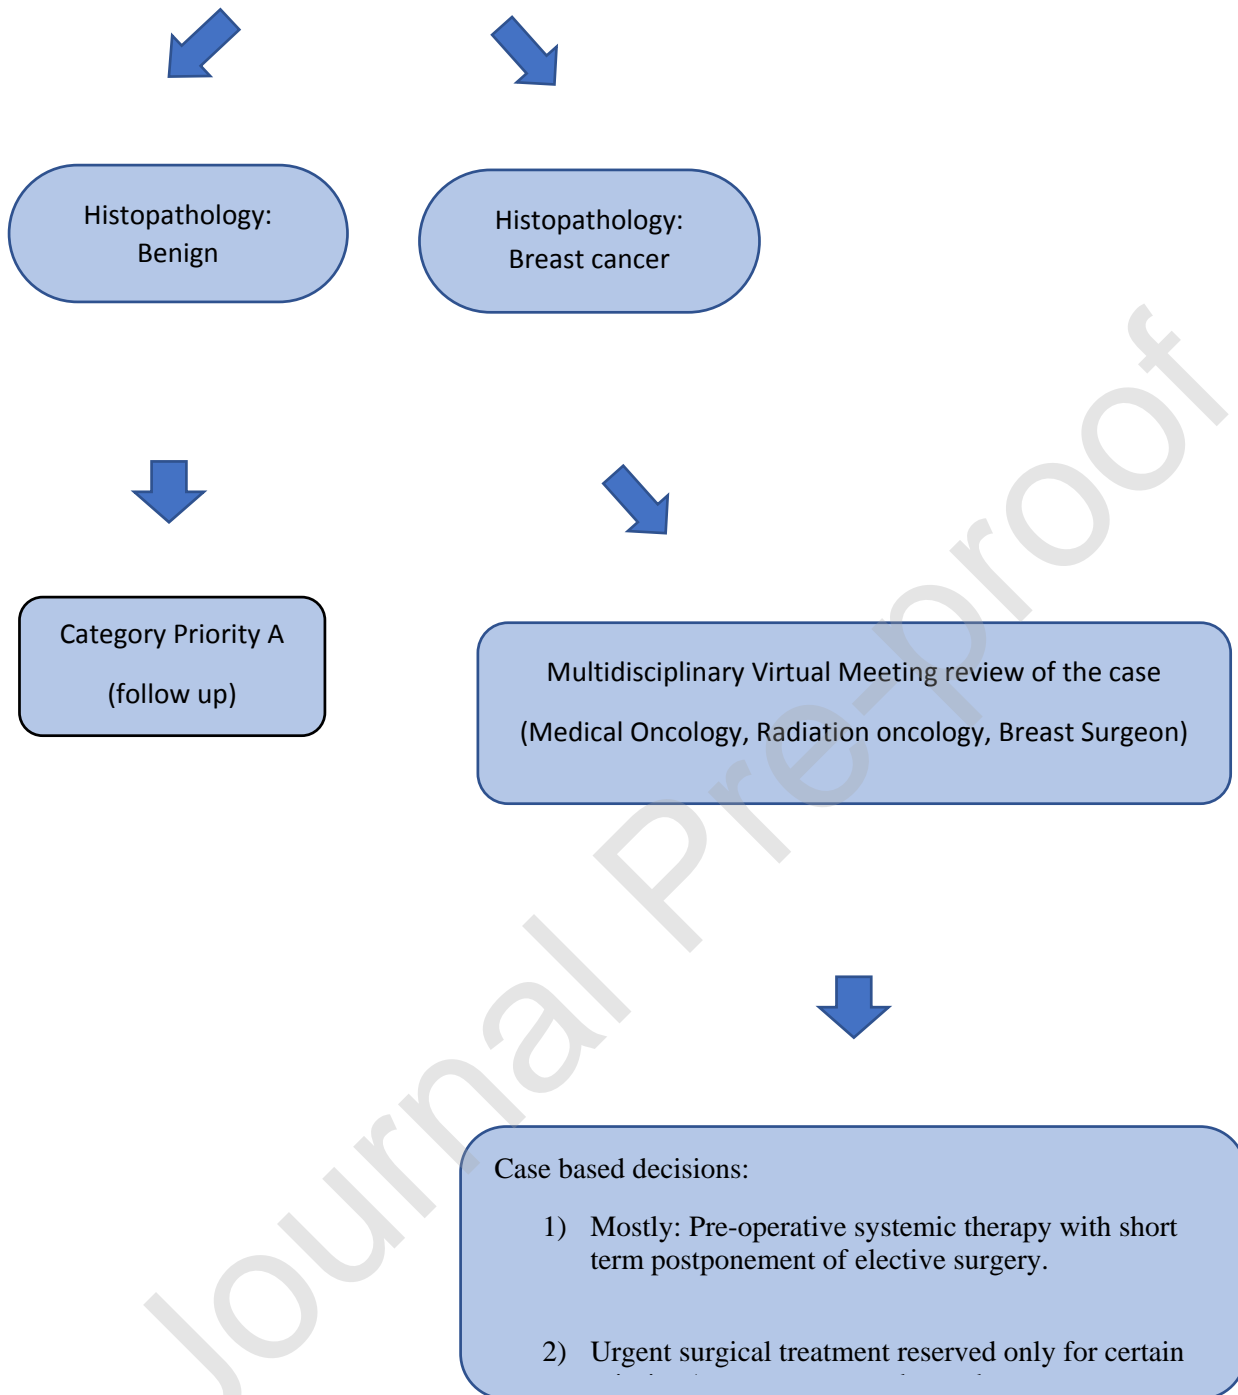 Histopathology:
Benign
Histopathology:
Breast cancer
Category Priority A
(follow up)
Multidisciplinary Virtual Meeting review of the case
(Medical Oncology, Radiation oncology, Breast Surgeon)
Case based decisions:
1) Mostly: Pre-operative systemic therapy with short
term postponement of elective surgery.
2) Urgent surgical treatment reserved only for certain
Journal Pre-proof